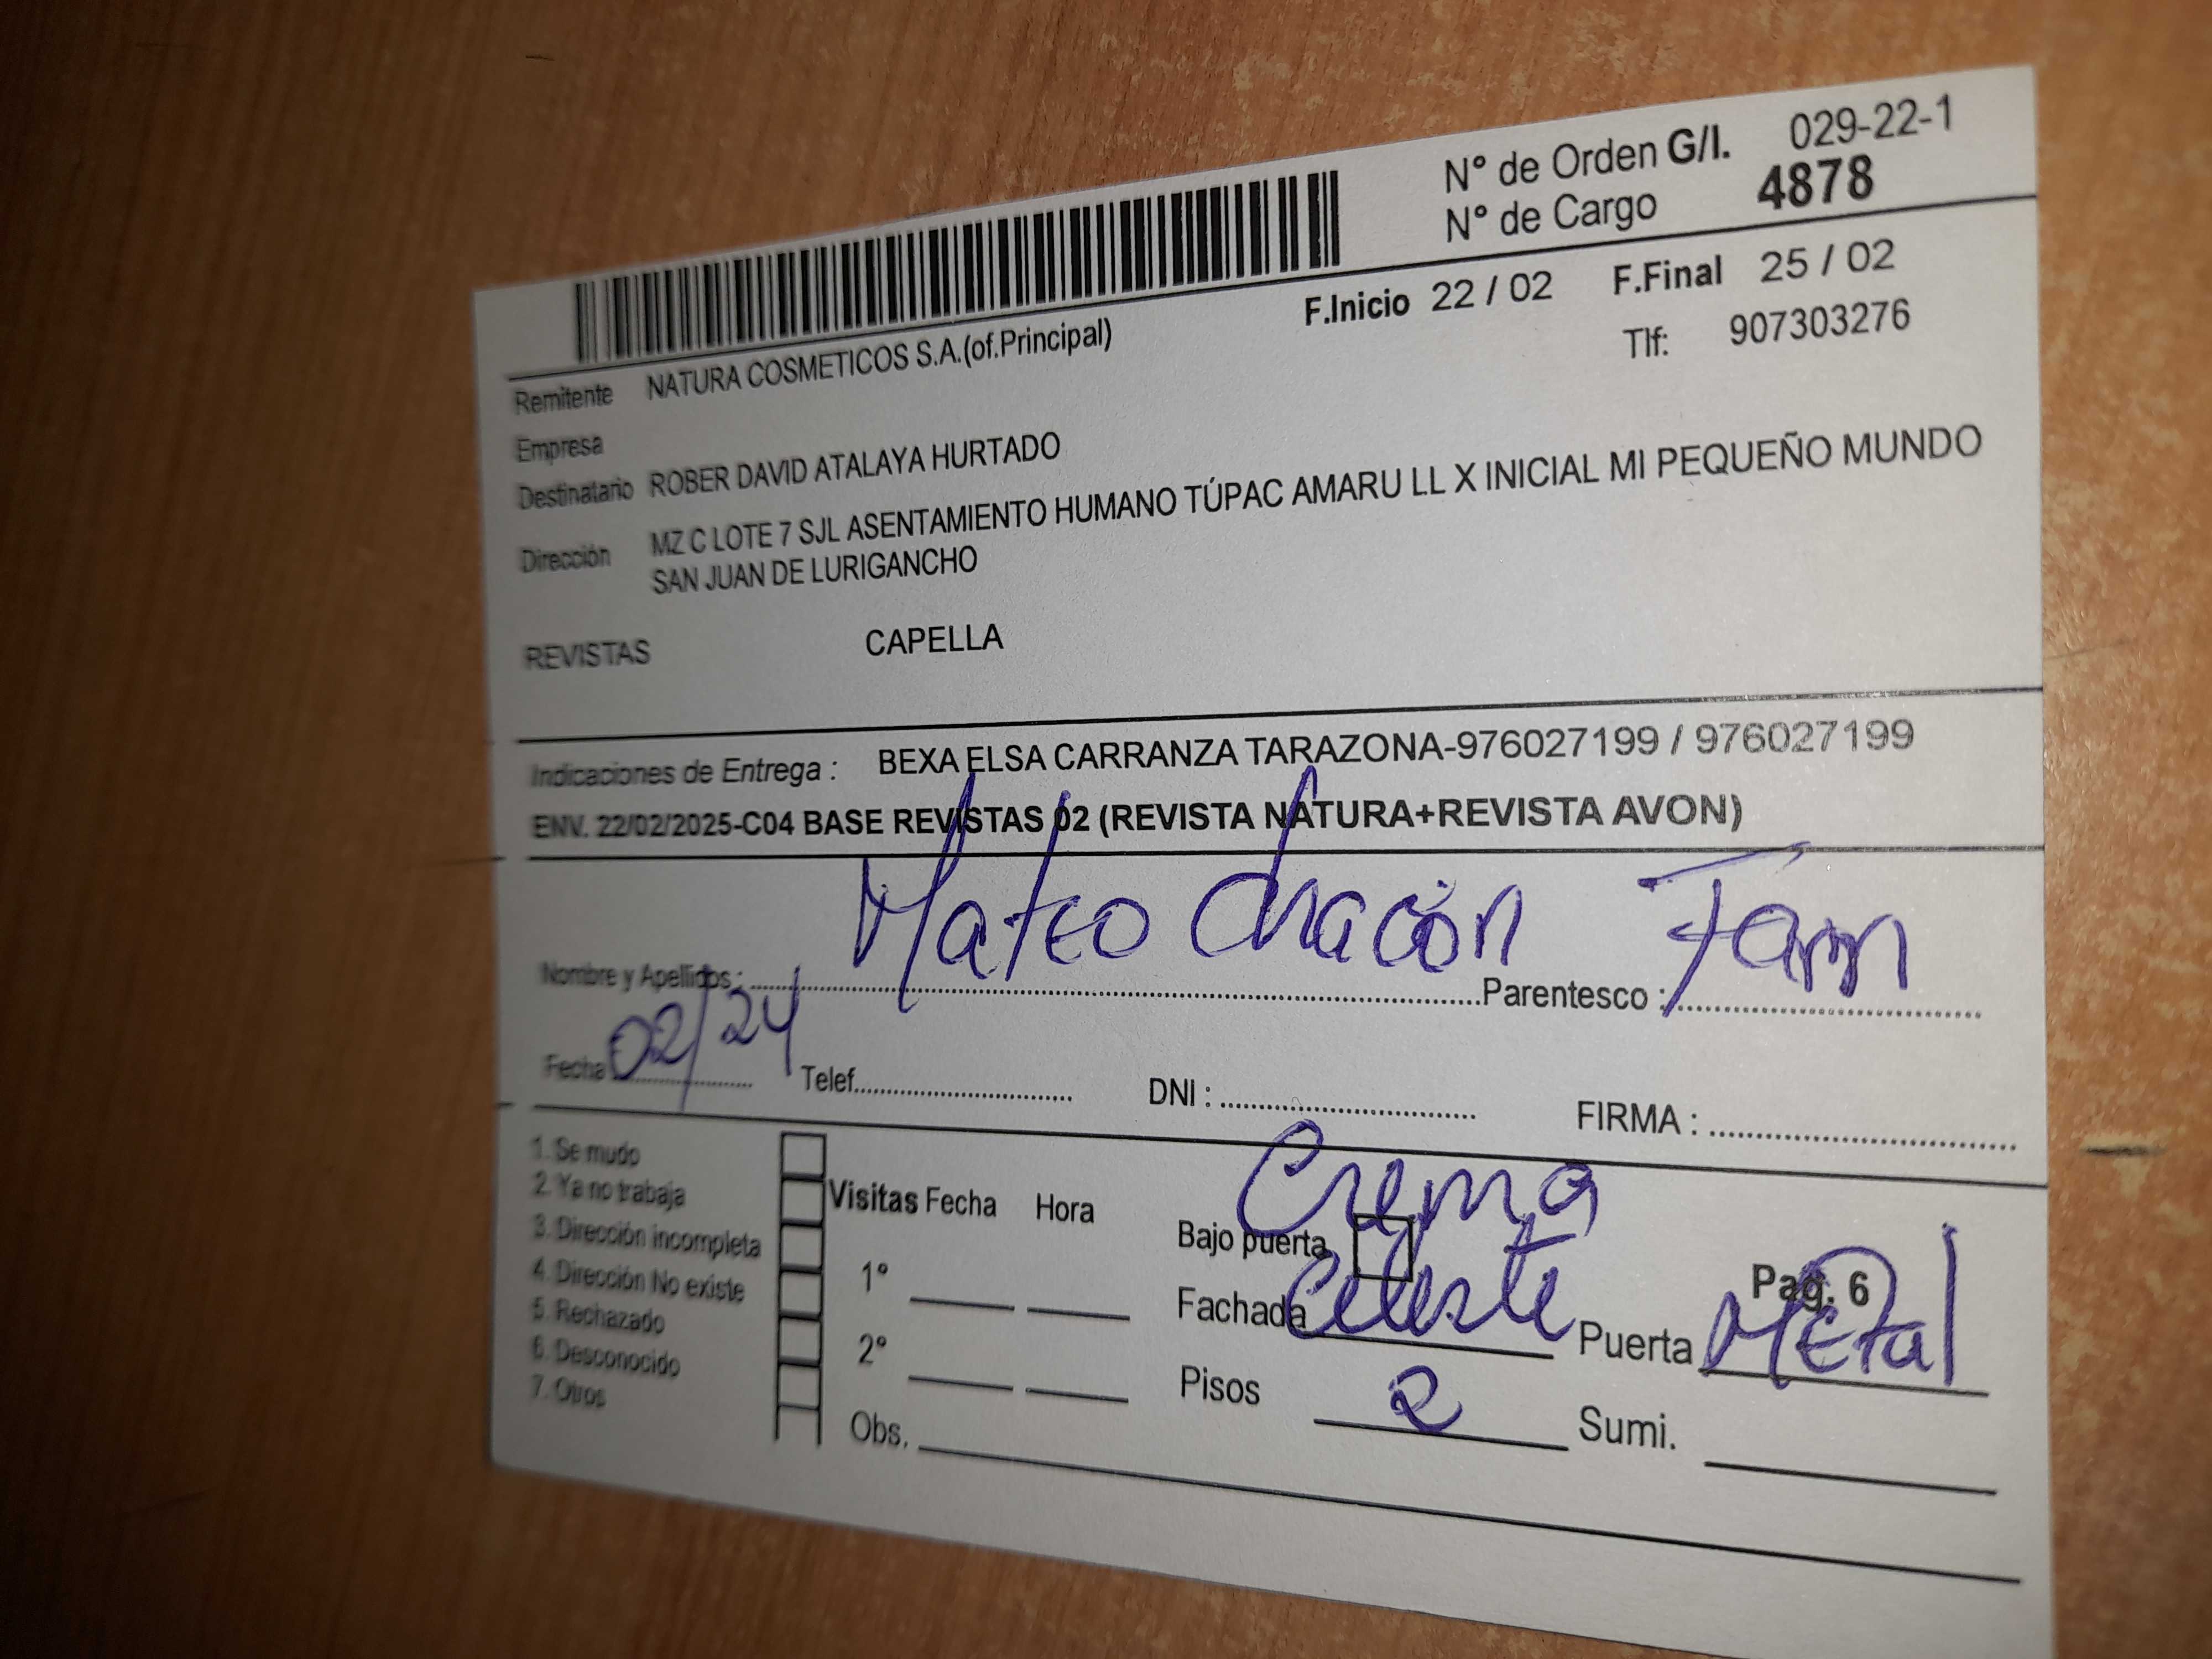 N° de Orden G/I. 029-22-1
N° de Cargo 4878
F.Inicio 22 / 02 F.Final 25 / 02
Remitente NATURA COSMETICOS S.A.(of.Principal) Tlf: 907303276
Empresa
Destinatario ROBER DAVID ATALAYA HURTADO
Dirección MZ C LOTE 7 SJL ASENTAMIENTO HUMANO TÚPAC AMARU LL X INICIAL MI PEQUEÑO MUNDO
SAN JUAN DE LURIGANCHO
REVISTAS CAPELLA
Indicaciones de Entrega : BEXA ELSA CARRANZA TARAZONA-976027199 / 976027199
ENV. 22/02/2025-C04 BASE REVISTAS 02 (REVISTA NATURA+REVISTA AVON)
Nombre y Apellidos : Mateo Chacón Parentesco : Fam
Fecha 02/24 Telef. DNI : FIRMA :
1. Se mudo
2. Ya no trabaja
3. Dirección incompleta
4. Dirección No existe
5. Rechazado
6. Desconocido
7. Otros
Visitas Fecha Hora
1°
2°
Obs.
Crema
Bajo puerta Pag. 6
Fachada Celeste Puerta Metal
Pisos 2 Sumi.